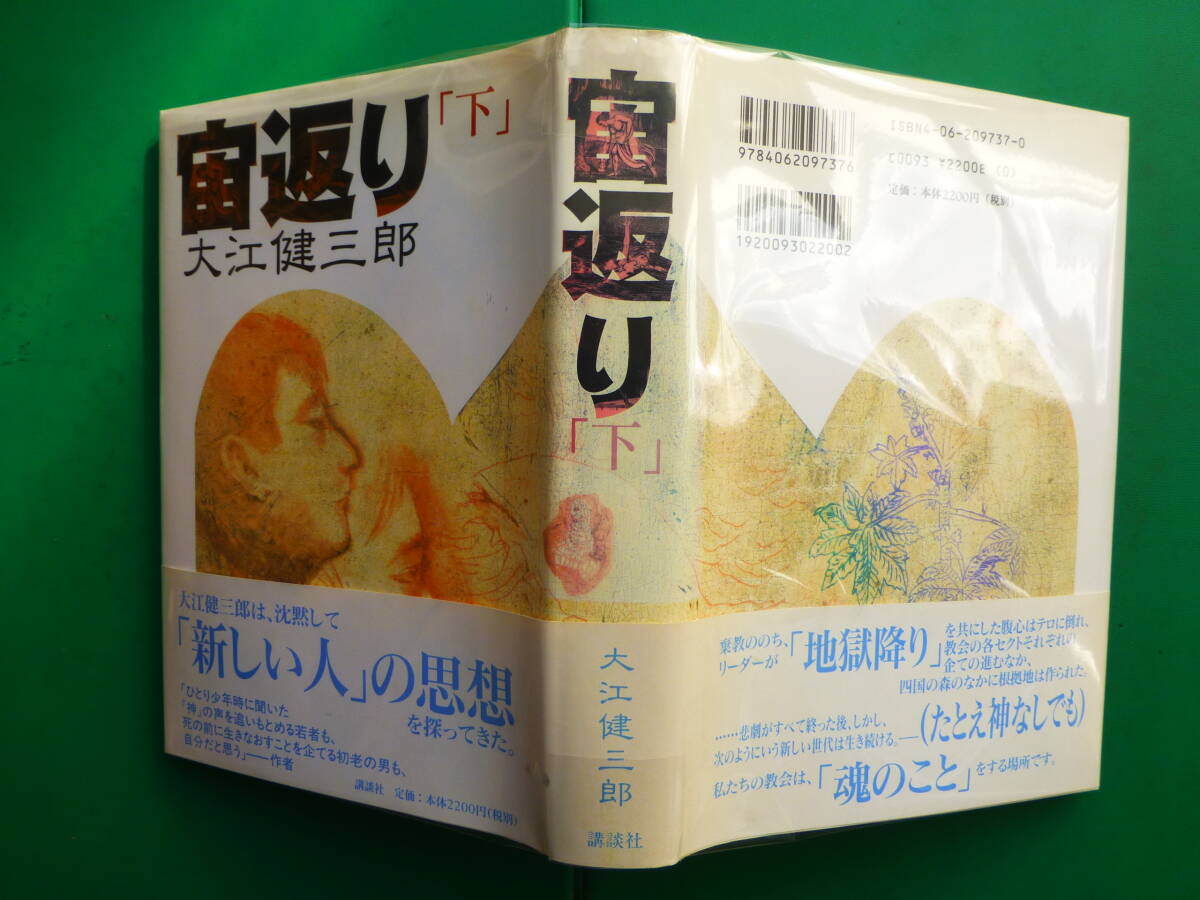 宙返り「下」
大江健三郎
大江健三郎は、沈黙して
「新しい人」の思想
を探ってきた。
「ひとり少年時に聞いた
「神」の声を追いもとめる若者も、
死の前に生きなおすことを企てる初老の男も、
自分だと思う」——作者
講談社 定価：本体2200円(税別)
宙返り
「下」
大江健三郎
講談社
9784062097376
ISBN4-06-209737-0
C0093 ¥2200E (0)
定価：本体2200円(税別)
1920093022002
棄教ののち、
リーダーが
「地獄降り」
を共にした腹心はテロに倒れ、
教会の各セクトそれぞれの
企ての進むなか、
四国の森のなかに根拠地は作られた。
……悲劇がすべて終った後、しかし、
次のようにいう新しい世代は生き続ける。——
(たとえ神なしでも)
私たちの教会は、「魂のこと」をする場所です。